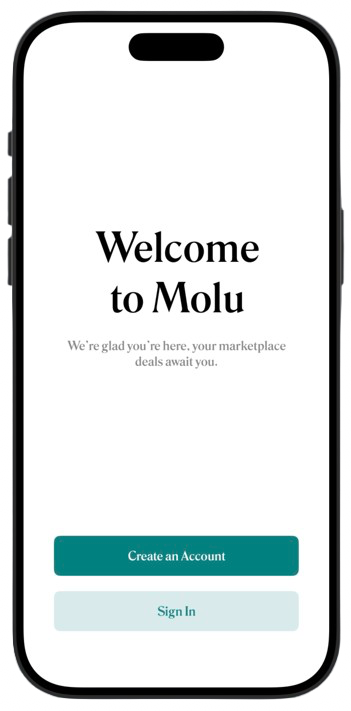 Welcome
to Molu
We're glad you're here, your marketplace
deals await you.
Create an Account
Sign In